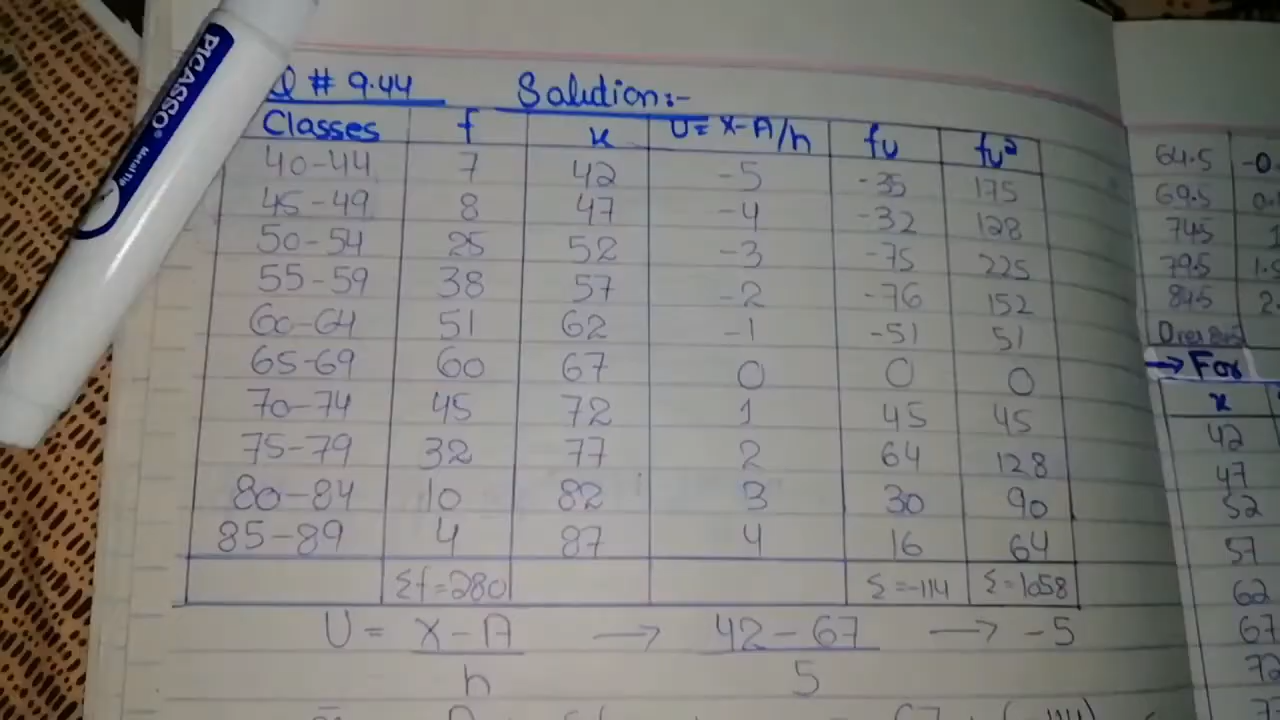 PICASSO
Metal Tip
Q # 9.44 Solution:-
Classes f x U = X-A/h fu fu²
40-44 7 42 -5 -35 175
45-49 8 47 -4 -32 128
50-54 25 52 -3 -75 225
55-59 38 57 -2 -76 152
60-64 51 62 -1 -51 51
65-69 60 67 0 0 0
70-74 45 72 1 45 45
75-79 32 77 2 64 128
80-84 10 82 3 30 90
85-89 4 87 4 16 64
Σf=280 Σ=-114 Σ=1058
U = X-A/h → 42-67/5 → -5
64.5
69.5
745
79.5
84.5
→ For
x
42
47
52
57
62
67
72